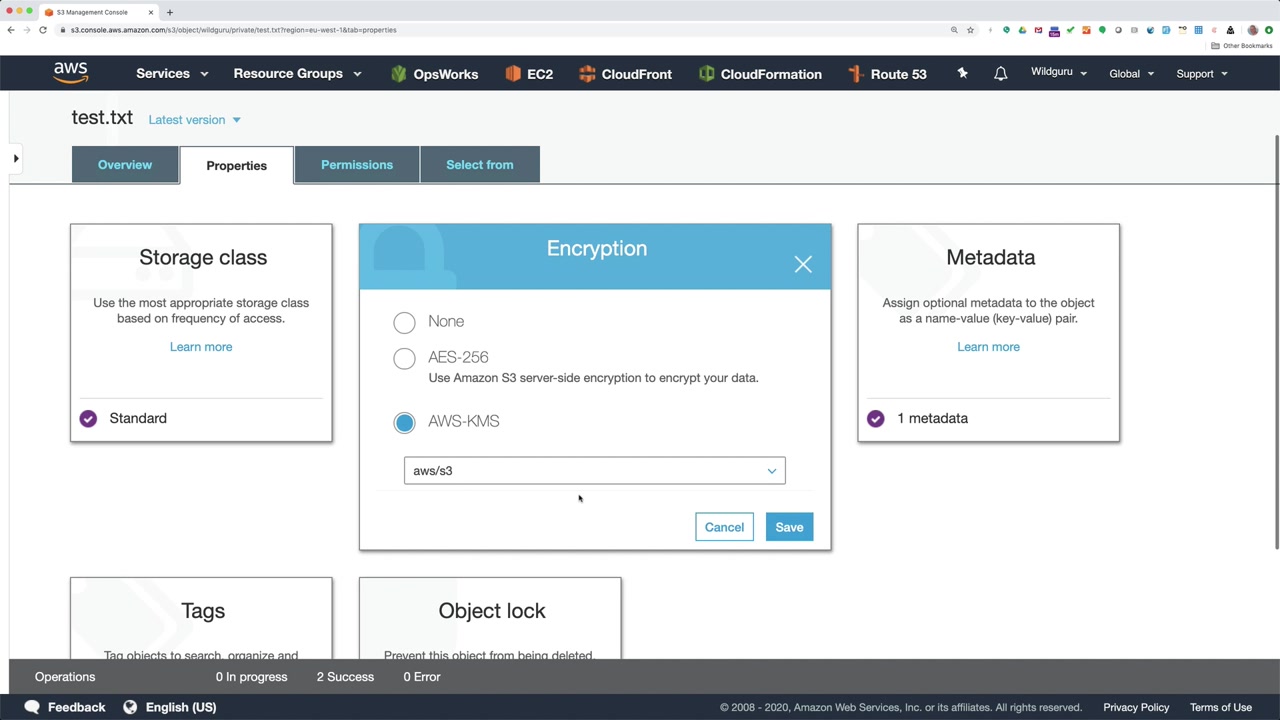 S3 Management Console
s3.console.aws.amazon.com/s3/object/wildguru/private/test.txt?region=eu-west-1&tab=properties
Other Bookmarks
aws
Services
Resource Groups
OpsWorks
EC2
CloudFront
CloudFormation
Route 53
Wildguru
Global
Support
test.txt
Latest version
Overview
Properties
Permissions
Select from
Storage class
Use the most appropriate storage class
based on frequency of access.
Learn more
Standard
Encryption
None
AES-256
Use Amazon S3 server-side encryption to encrypt your data.
AWS-KMS
aws/s3
Cancel
Save
Metadata
Assign optional metadata to the object
as a name-value (key-value) pair.
Learn more
1 metadata
Tags
Tag objects to search, organize and
Object lock
Prevent this object from being deleted.
Operations
0 In progress
2 Success
0 Error
Feedback
English (US)
© 2008 - 2020, Amazon Web Services, Inc. or its affiliates. All rights reserved.
Privacy Policy
Terms of Use